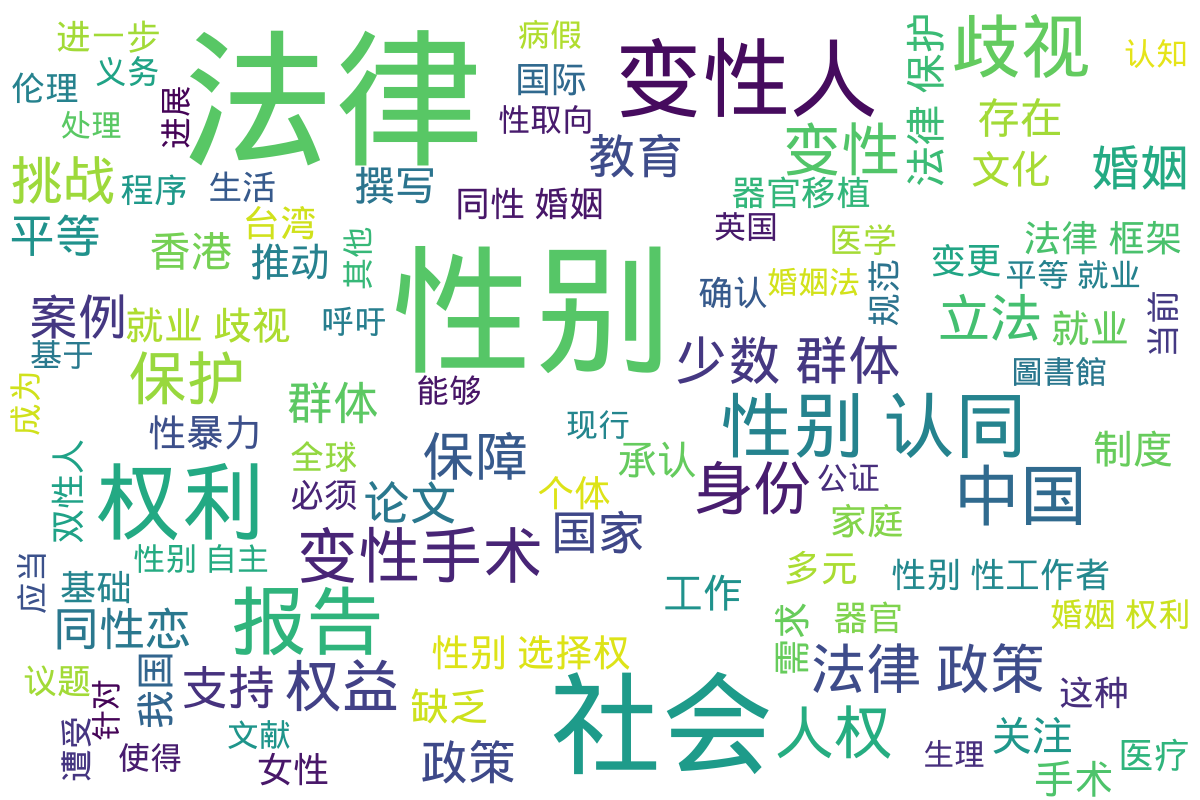 进一步
病假
法律
变性人
保护
歧视
认知
伦理
义务
国际
处理
进展
性取向
教育
变性
法律
存在
文化
婚姻
挑战
程序
生活
撰写
器官移植
同性 婚姻
平等
香港
台湾
推动
其他
英国
医学
变更
法律 框架
性别
确认
婚姻法
规范
平等 就业
案例
就业 歧视
呼吁
立法
就业
当前
基于
保护
少数 群体
圖書館
成为
群体
能够
性别 认同
性暴力
现行
保障
承认
制度
双性人
权利
全球
必须
论文
个体
身份
公证
中国
变性手术
国家
家庭
性别 自主
应当
基础
工作
多元
性别 性工作者
同性恋
报告
需求
器官
婚姻 权利
议题
针对
我国
支持
权益
性别 选择权
法律 政策
这种
缺乏
社会
人权
遭受
使得
文献
女性
政策
生理
关注
手术
医疗